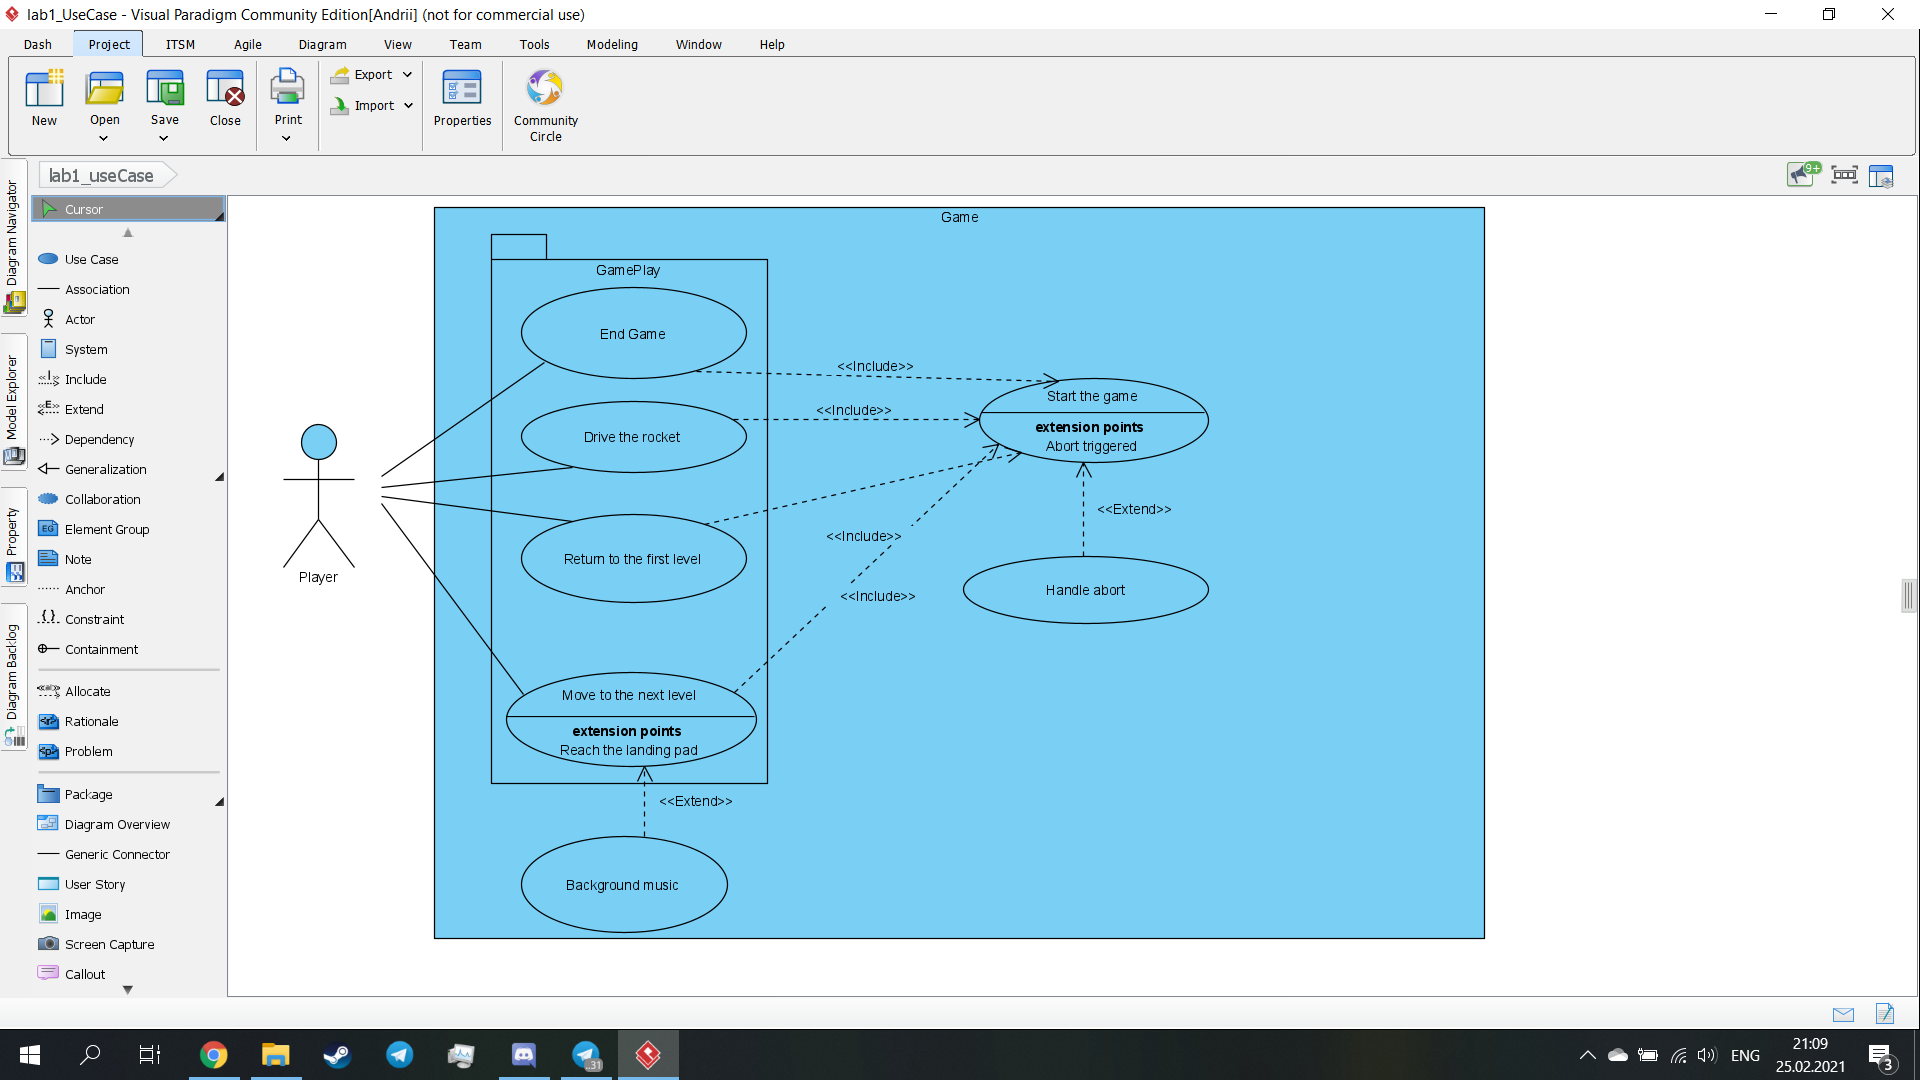 lab1_UseCase - Visual Paradigm Community Edition[Andrii] (not for commercial use)
Dash Project ITSM Agile Diagram View Team Tools Modeling Window Help
New Open Save Close Print Export Import Properties Community Circle
lab1_useCase
9+
Diagram Navigator
Model Explorer
Property
Diagram Backlog
Cursor
Use Case
Association
Actor
System
Include
Extend
Dependency
Generalization
Collaboration
Element Group
Note
Anchor
Constraint
Containment
Allocate
Rationale
Problem
Package
Diagram Overview
Generic Connector
User Story
Image
Screen Capture
Callout
Game
GamePlay
End Game
<<Include>>
Start the game
<<Include>>
extension points
Drive the rocket
Abort triggered
<<Extend>>
<<Include>>
Return to the first level
Player
Handle abort
<<Include>>
Move to the next level
extension points
Reach the landing pad
<<Extend>>
Background music
31
ENG
21:09
25.02.2021
3